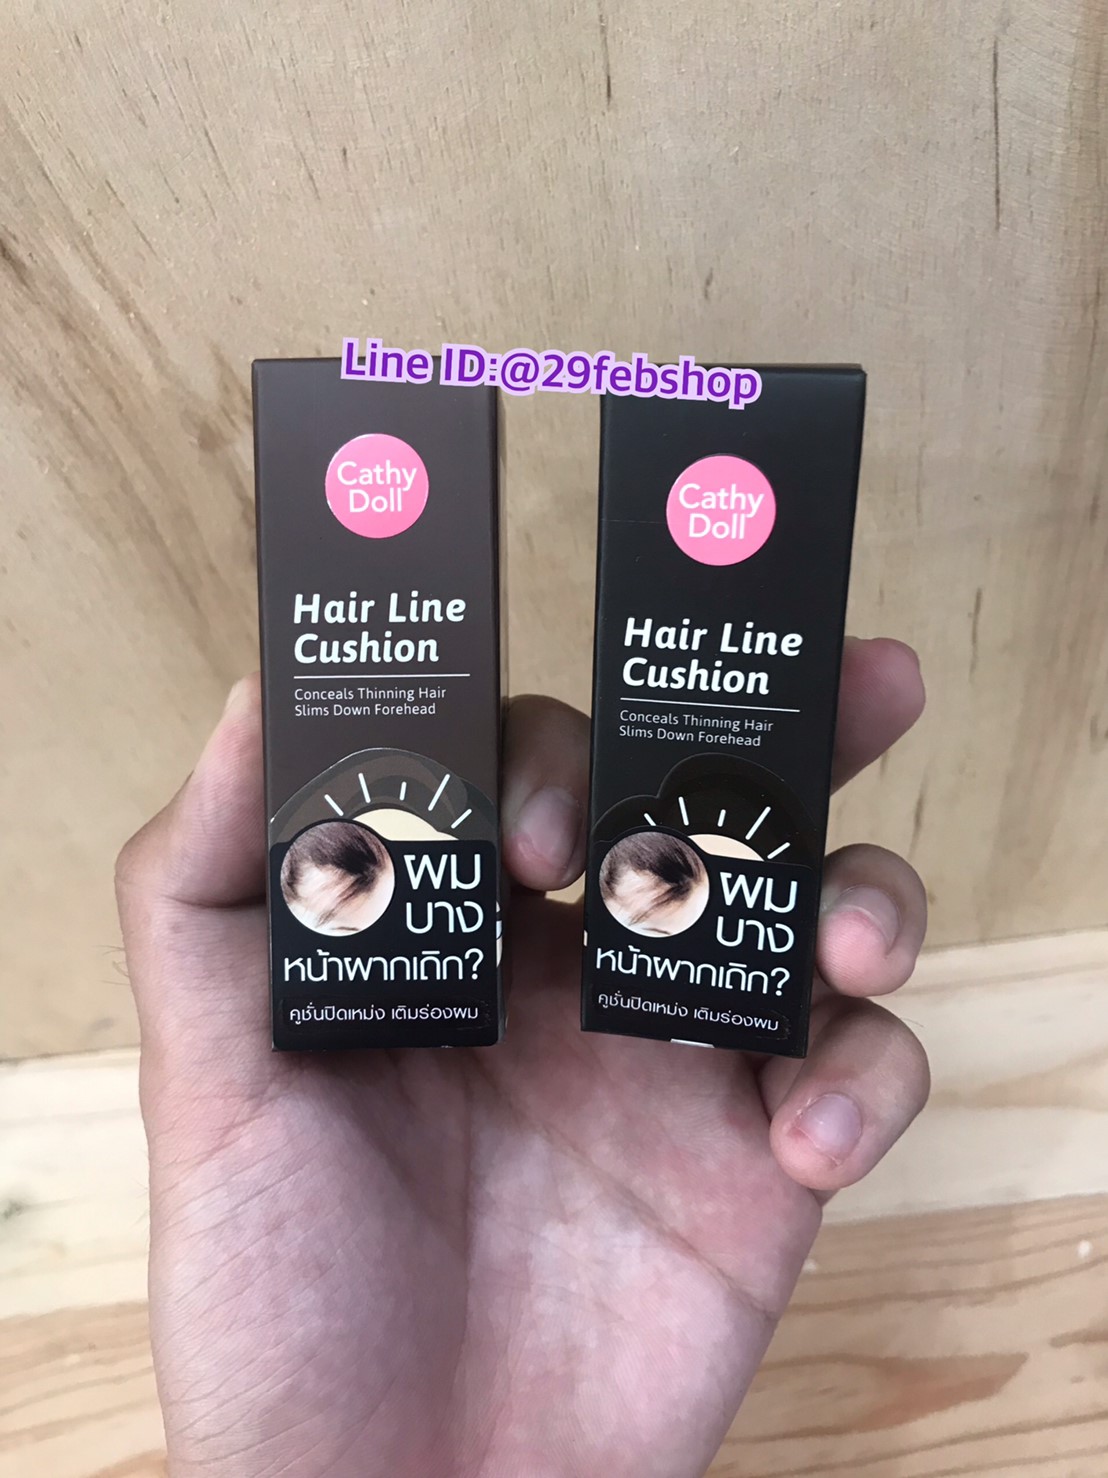 Line ID:@29febshop
Cathy
Doll
Hair Line
Cushion
Conceals Thinning Hair
Slims Down Forehead
ผม
บาง
หน้าผากเถิก?
คูชั่นปิดเหม่ง เติมร่องผม
Cathy
Doll
Hair Line
Cushion
Conceals Thinning Hair
Slims Down Forehead
ผม
บาง
หน้าผากเถิก?
คูชั่นปิดเหม่ง เติมร่องผม